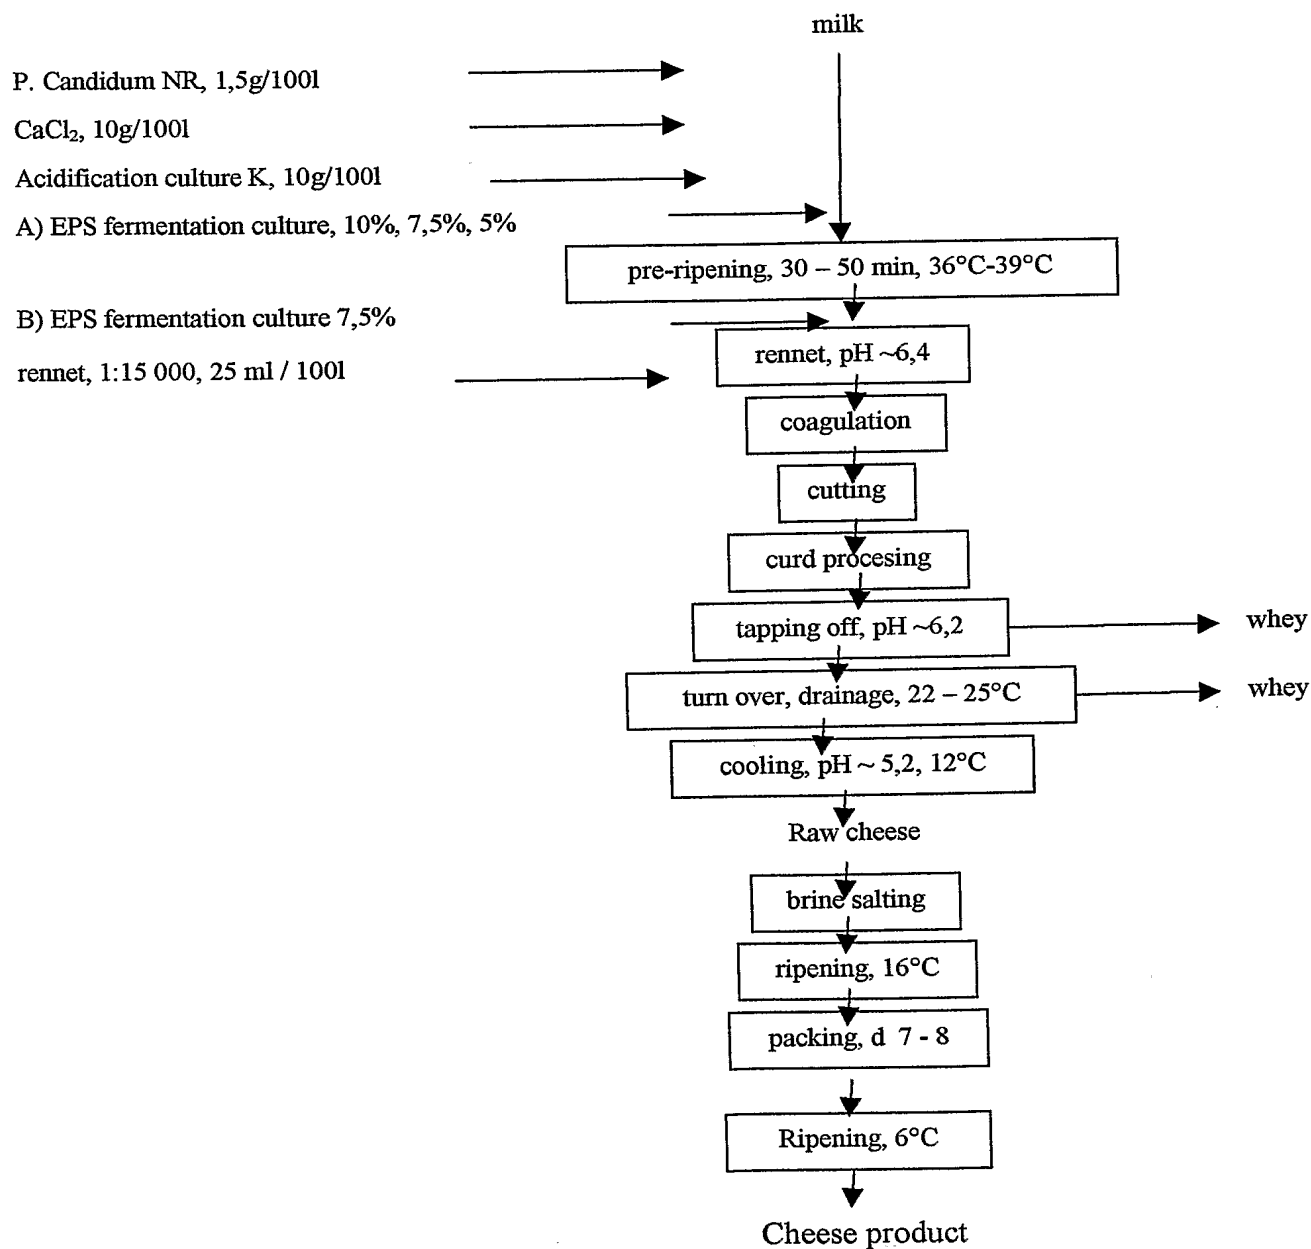 milk
P. Candidum NR, 1,5g/100l
CaCl₂, 10g/100l
Acidification culture K, 10g/100l
A) EPS fermentation culture, 10%, 7,5%, 5%
pre-ripening, 30 – 50 min, 36°C-39°C
B) EPS fermentation culture 7,5%
rennet, pH ~6,4
rennet, 1:15 000, 25 ml / 100l
coagulation
cutting
curd procesing
tapping off, pH ~6,2
whey
turn over, drainage, 22 – 25°C
whey
cooling, pH ~ 5,2, 12°C
Raw cheese
brine salting
ripening, 16°C
packing, d 7 - 8
Ripening, 6°C
Cheese product